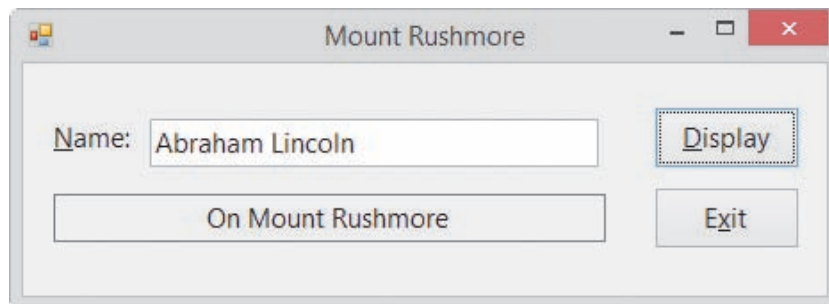 Mount Rushmore
Name: Abraham Lincoln Display
On Mount Rushmore Exit